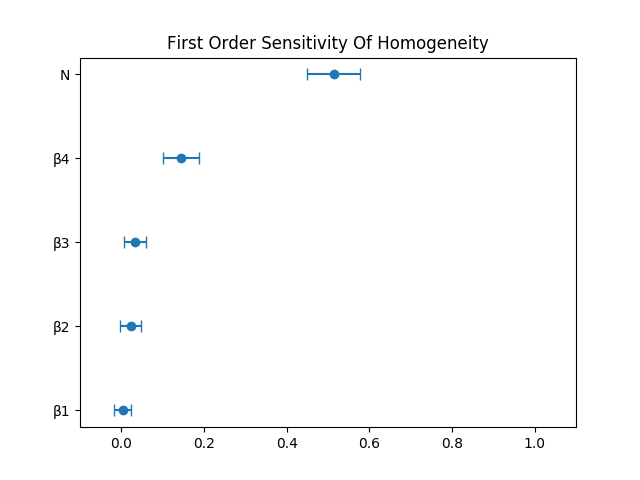 First Order Sensitivity Of Homogeneity
N
β4
β3
β2
β1
0.0 0.2 0.4 0.6 0.8 1.0